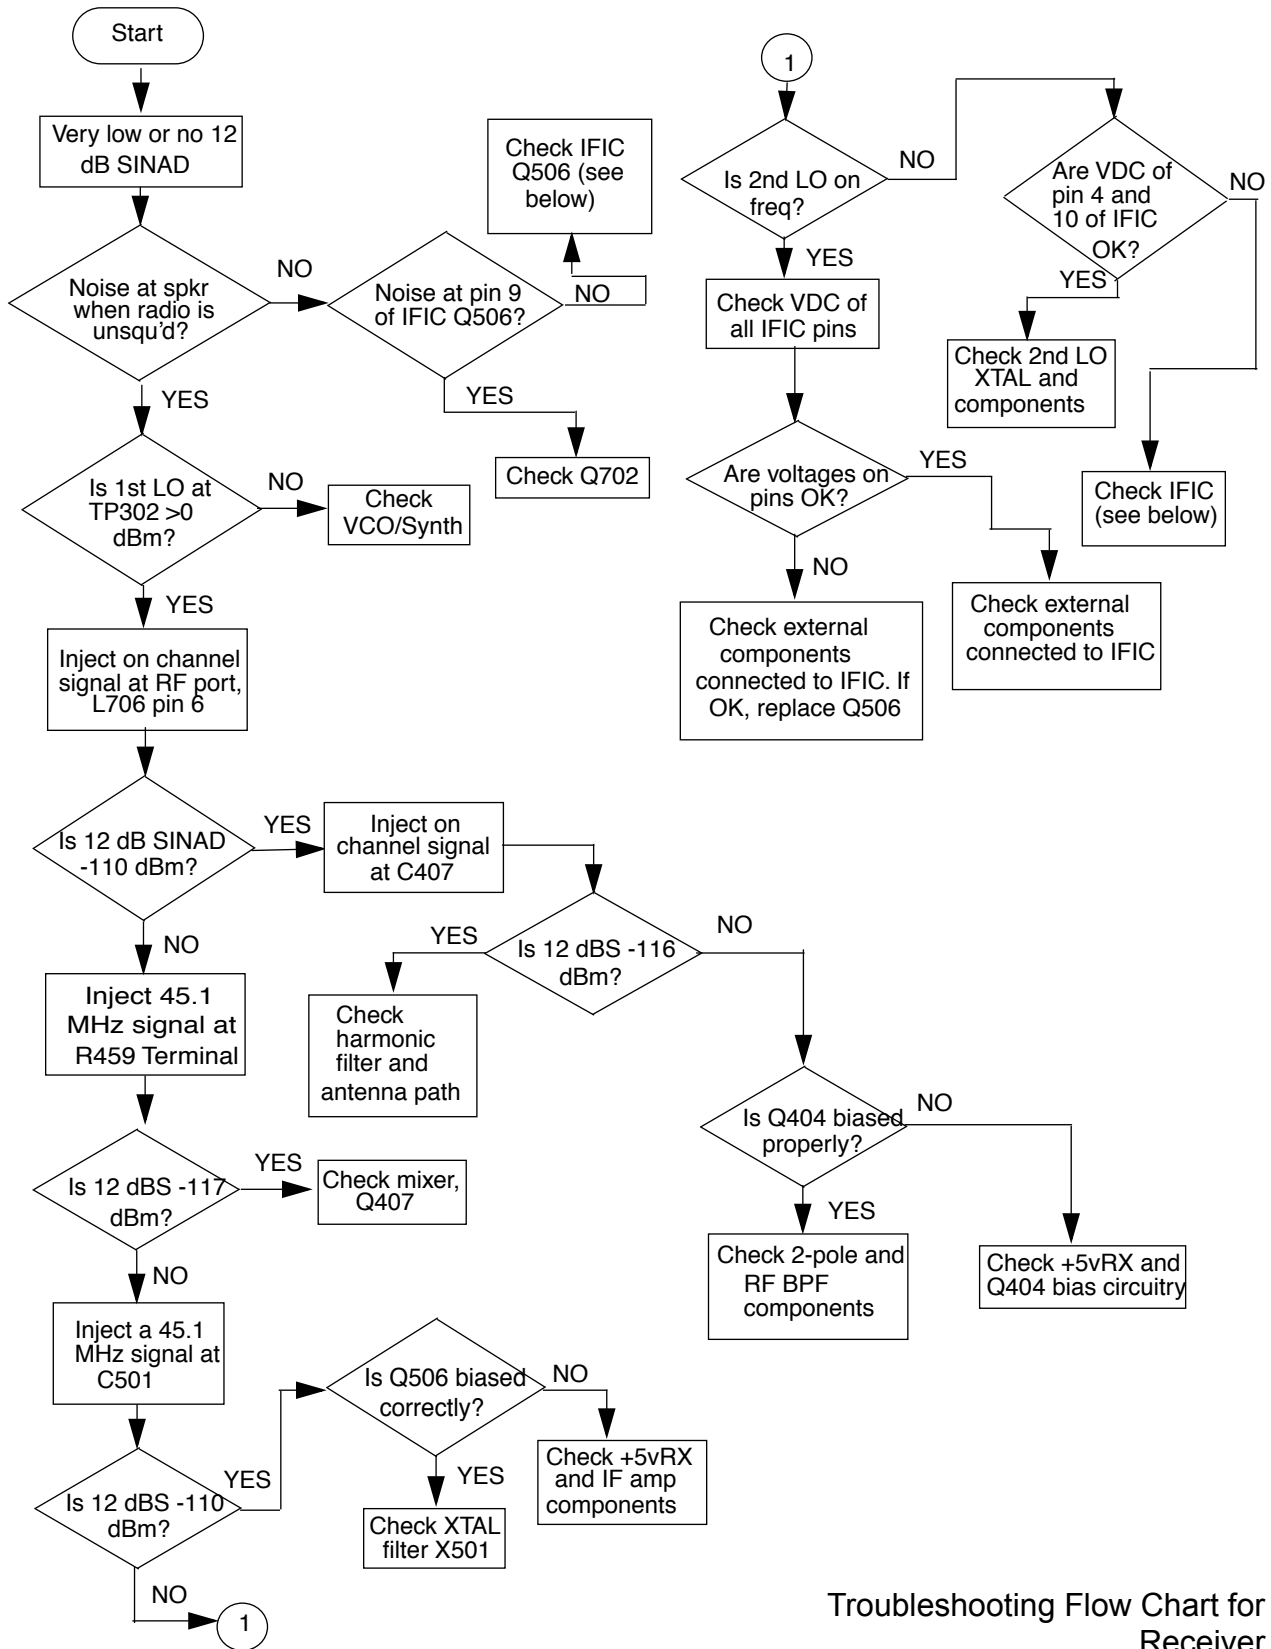 Start
Very low or no 12
dB SINAD
Noise at spkr
when radio is
unsqu'd?
NO
Noise at pin 9
of IFIC Q506?
NO
Check IFIC
Q506 (see
below)
YES
Check Q702
YES
Is 1st LO at
TP302 >0
dBm?
NO
Check
VCO/Synth
YES
Inject on channel
signal at RF port,
L706 pin 6
Is 12 dB SINAD
-110 dBm?
YES
Inject on
channel signal
at C407
Is 12 dBS -116
dBm?
YES
Check
harmonic
filter and
antenna path
NO
Is Q404 biased
properly?
NO
Check +5vRX and
Q404 bias circuitry
YES
Check 2-pole and
RF BPF
components
NO
Inject 45.1
MHz signal at
R459 Terminal
Is 12 dBS -117
dBm?
YES
Check mixer,
Q407
NO
Inject a 45.1
MHz signal at
C501
Is 12 dBS -110
dBm?
YES
Is Q506 biased
correctly?
NO
Check +5vRX
and IF amp
components
YES
Check XTAL
filter X501
NO
1
1
Is 2nd LO on
freq?
NO
Are VDC of
pin 4 and
10 of IFIC
OK?
NO
YES
Check 2nd LO
XTAL and
components
Check IFIC
(see below)
YES
Check VDC of
all IFIC pins
Are voltages on
pins OK?
YES
Check external
components
connected to IFIC
NO
Check external
components
connected to IFIC. If
OK, replace Q506
Troubleshooting Flow Chart for
Receiver